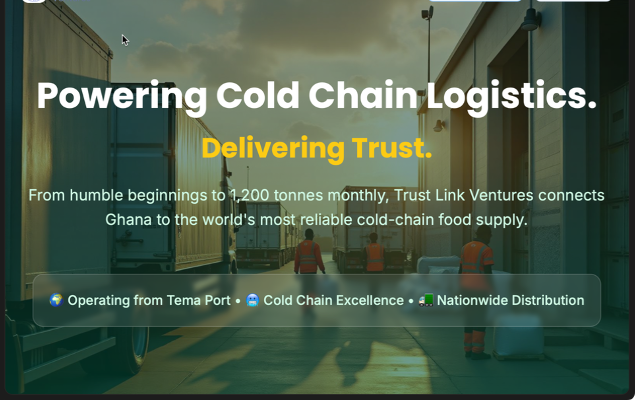 Powering Cold Chain Logistics.
Delivering Trust.
From humble beginnings to 1,200 tonnes monthly, Trust Link Ventures connects
Ghana to the world's most reliable cold-chain food supply.
🌍 Operating from Tema Port • 🥶 Cold Chain Excellence • 🚛 Nationwide Distribution